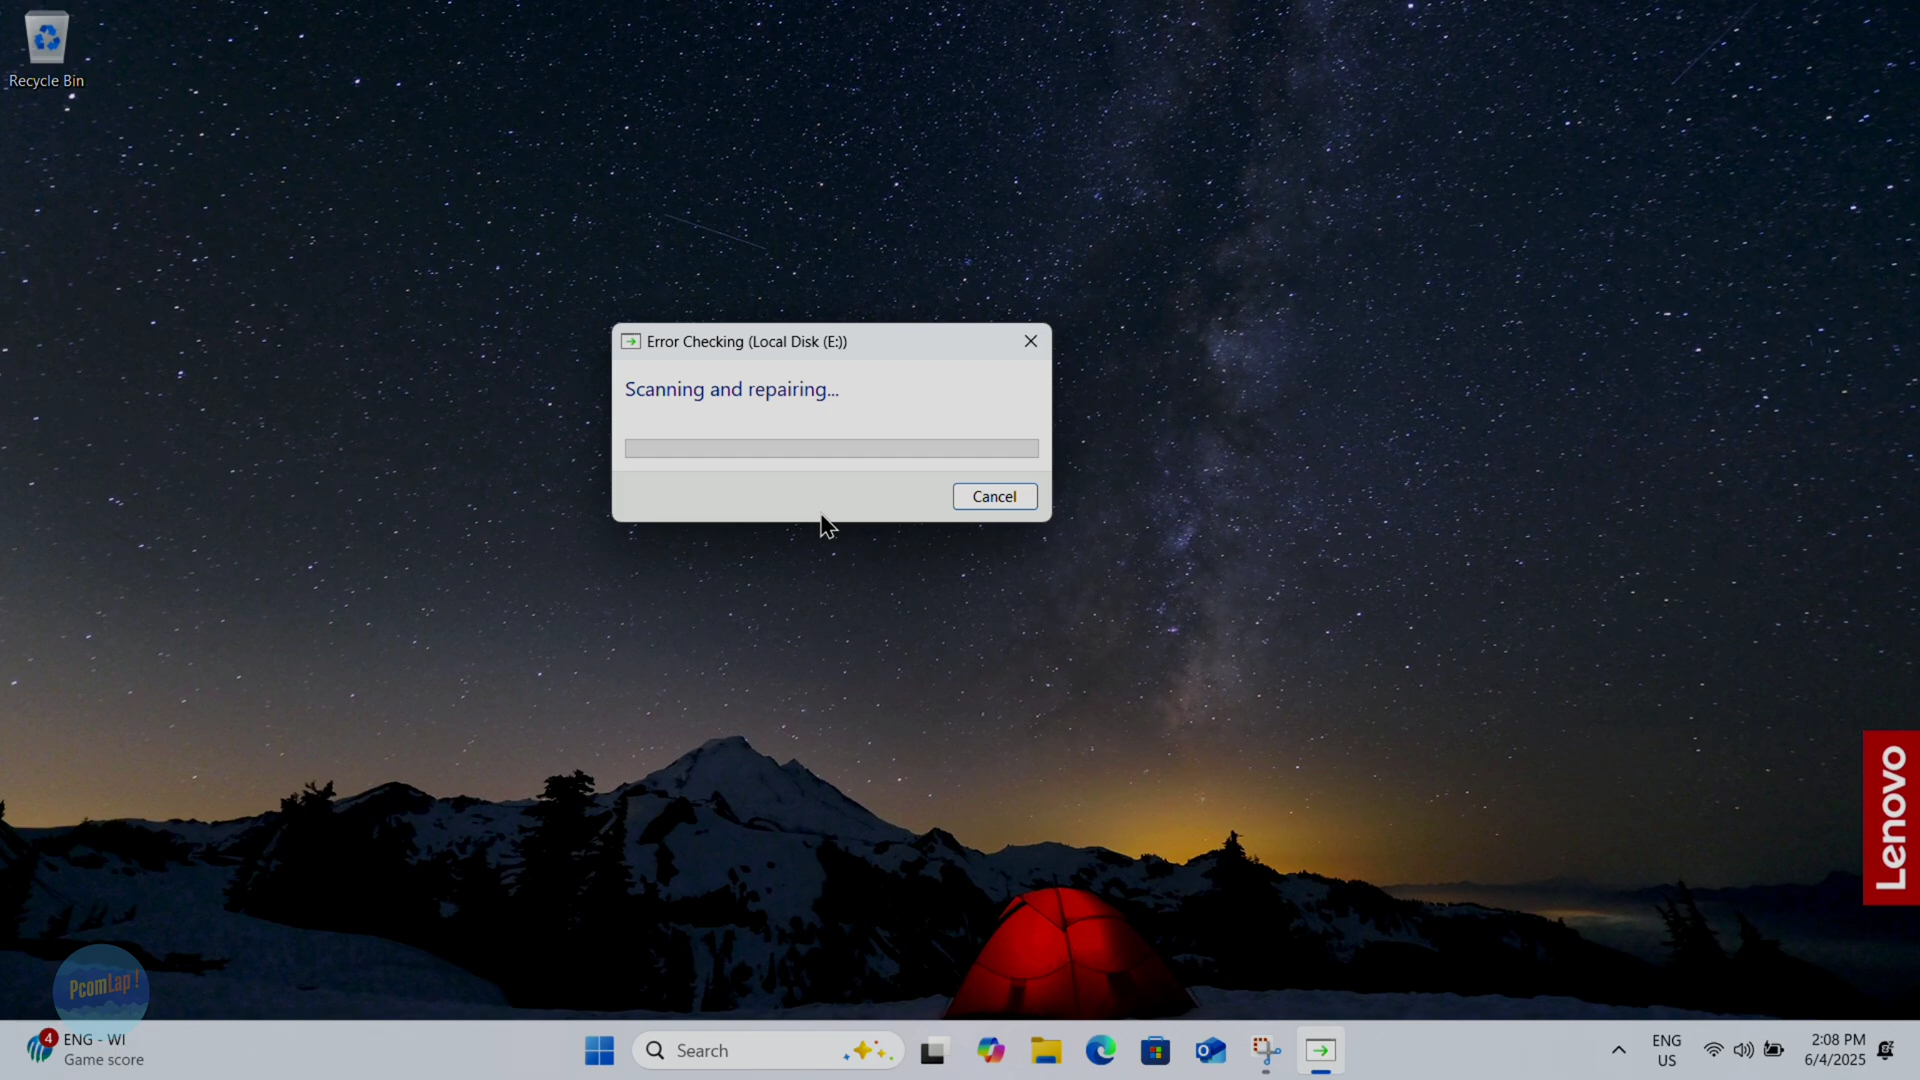 Recycle Bin
Error Checking (Local Disk (E:))
Scanning and repairing...
Cancel
Lenovo
PcomLap !
4
ENG - WI
Game score
Search
ENG
US
2:08 PM
6/4/2025